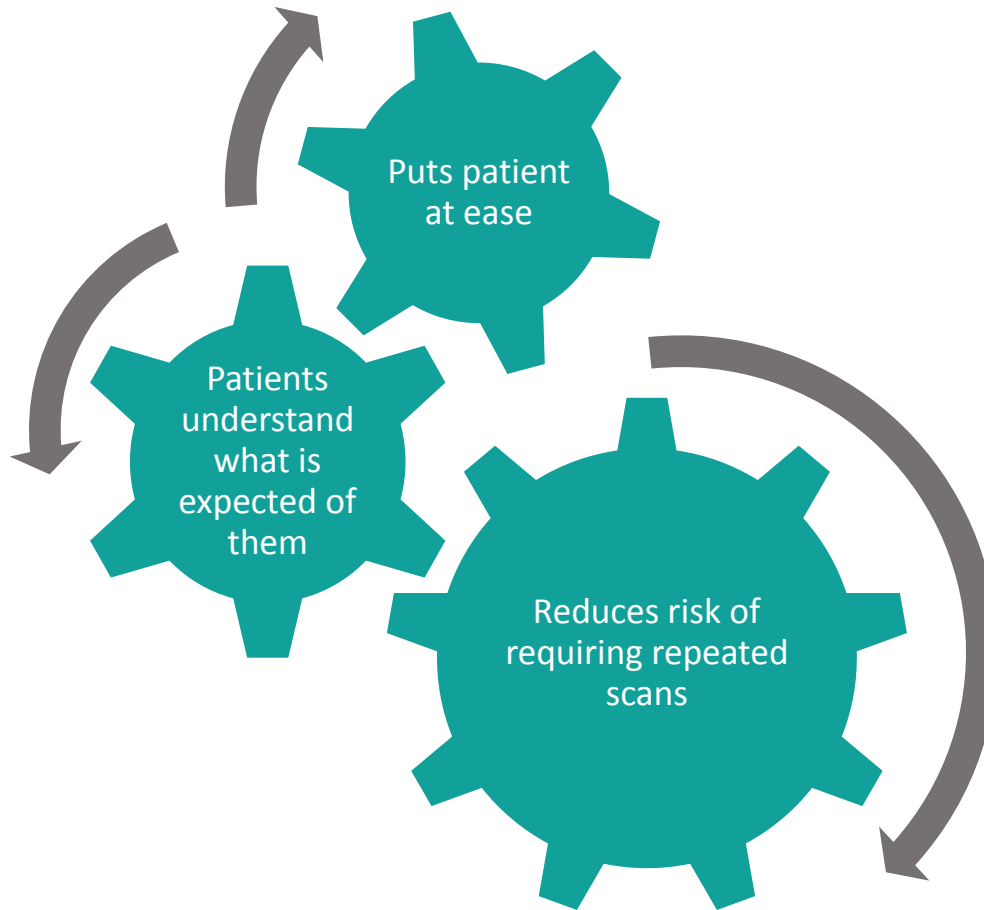 Puts patient
at ease
Patients
understand
what is
expected of
them
Reduces risk of
requiring repeated
scans